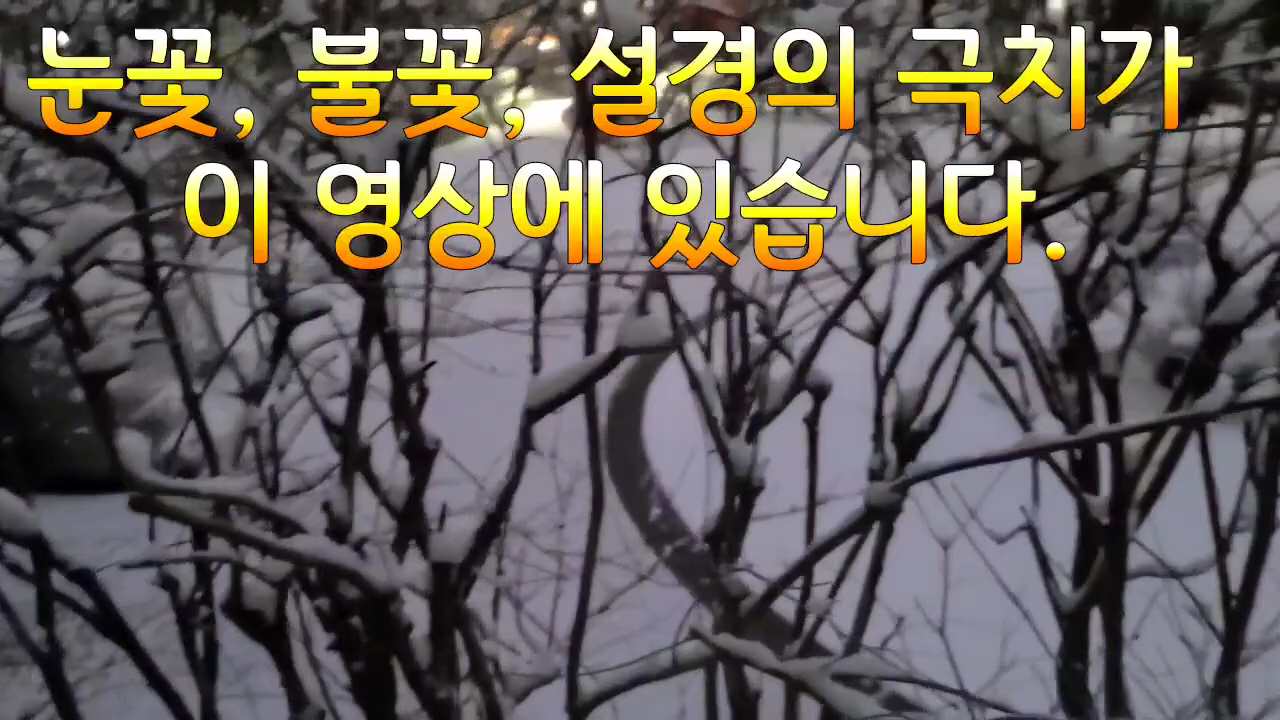 눈꽃, 불꽃, 설경의 극치가
이 영상에 있습니다.